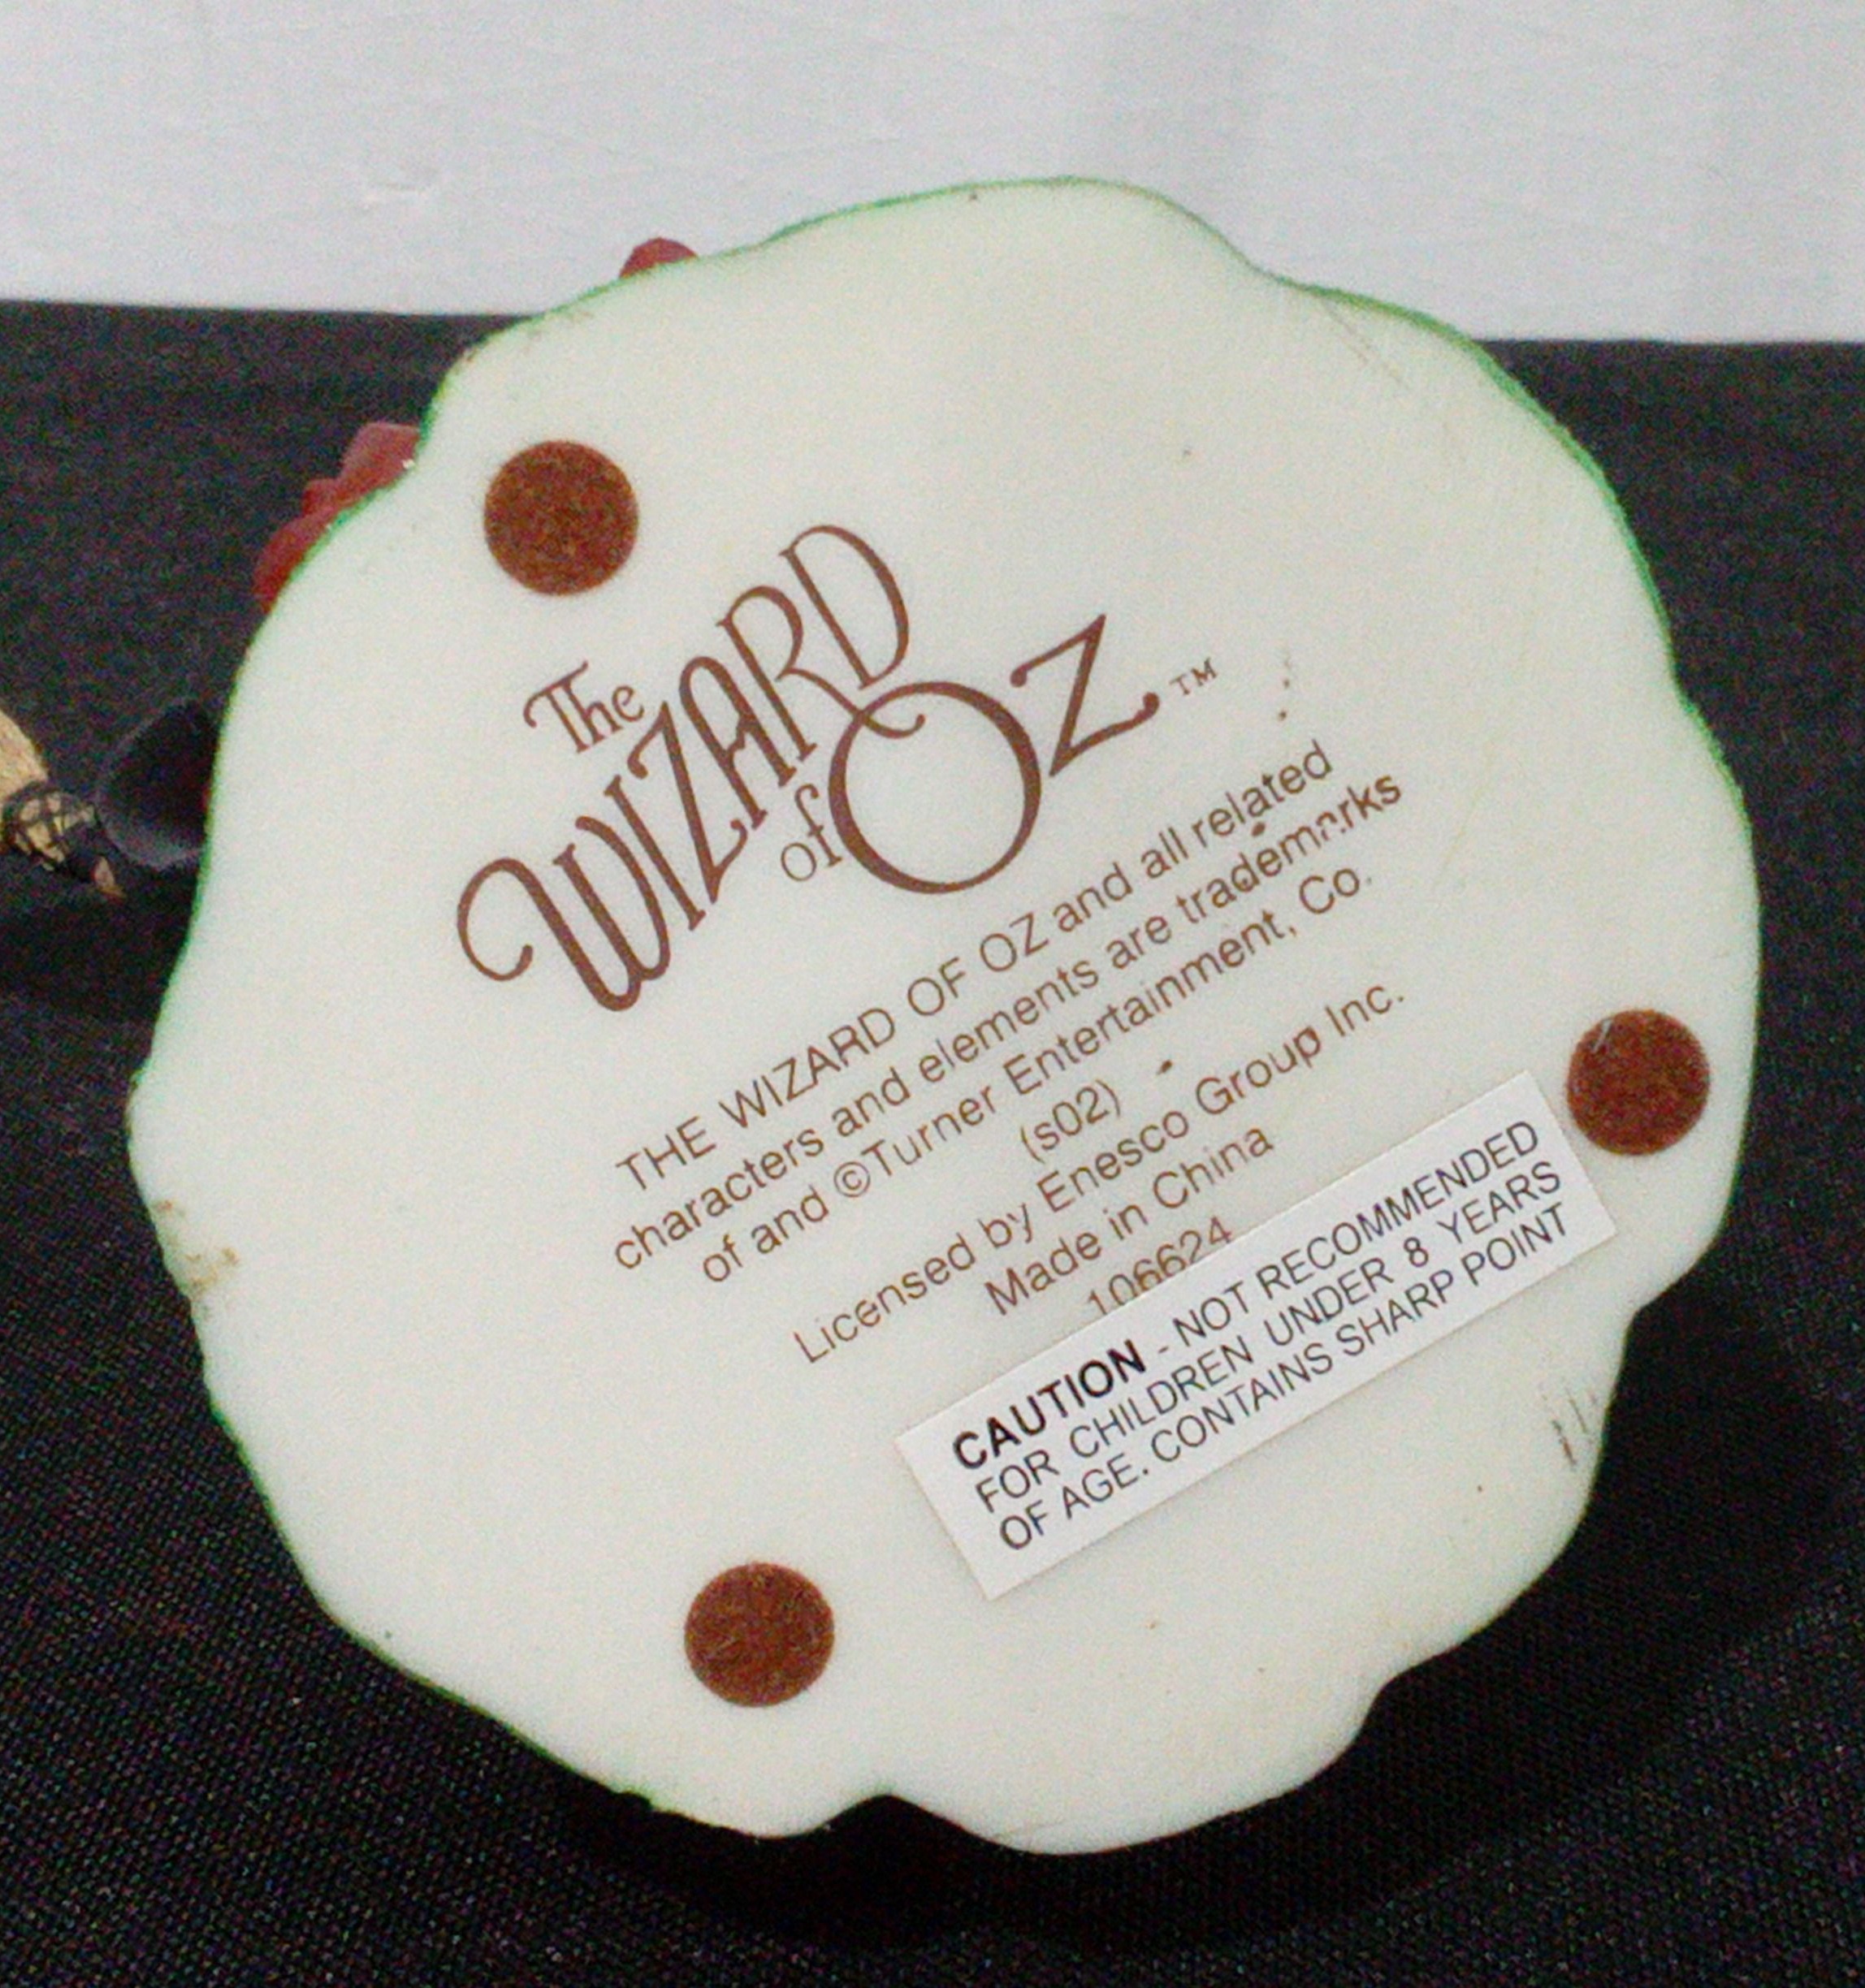 The
WIZARD
of OZ™
THE WIZARD OF OZ and all related
characters and elements are trademarks
of and ©Turner Entertainment, Co.
(s02)
Licensed by Enesco Group Inc.
Made in China
106624
CAUTION - NOT RECOMMENDED
FOR CHILDREN UNDER 8 YEARS
OF AGE. CONTAINS SHARP POINT